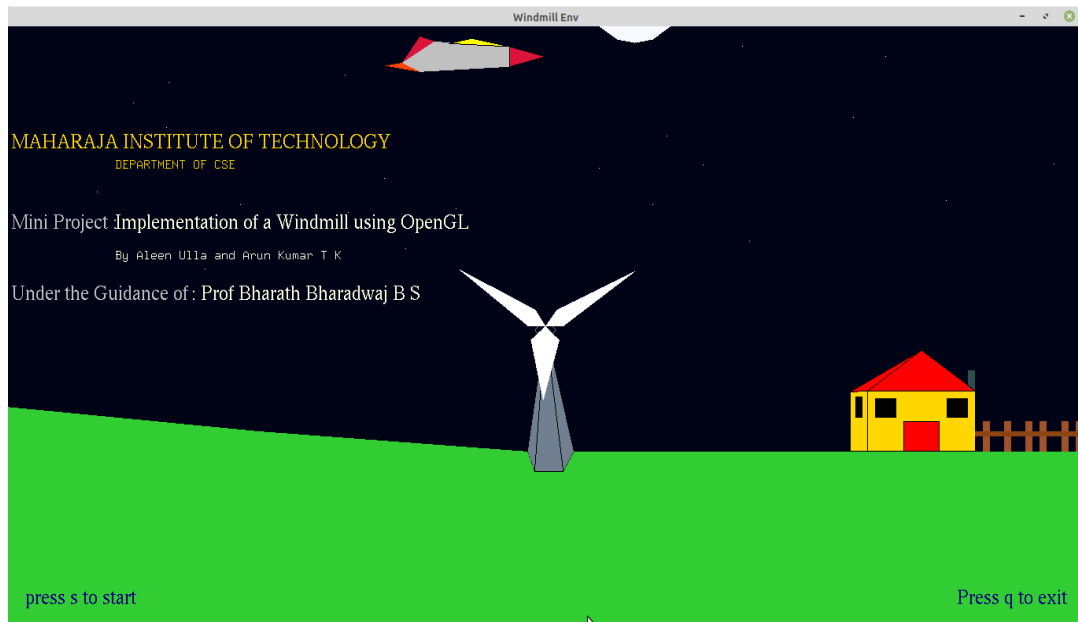 Windmill Env
MAHARAJA INSTITUTE OF TECHNOLOGY
DEPARTMENT OF CSE
Mini Project :Implementation of a Windmill using OpenGL
By Aleen Ulla and Arun Kumar T K
Under the Guidance of : Prof Bharath Bharadwaj B S
press s to start
Press q to exit